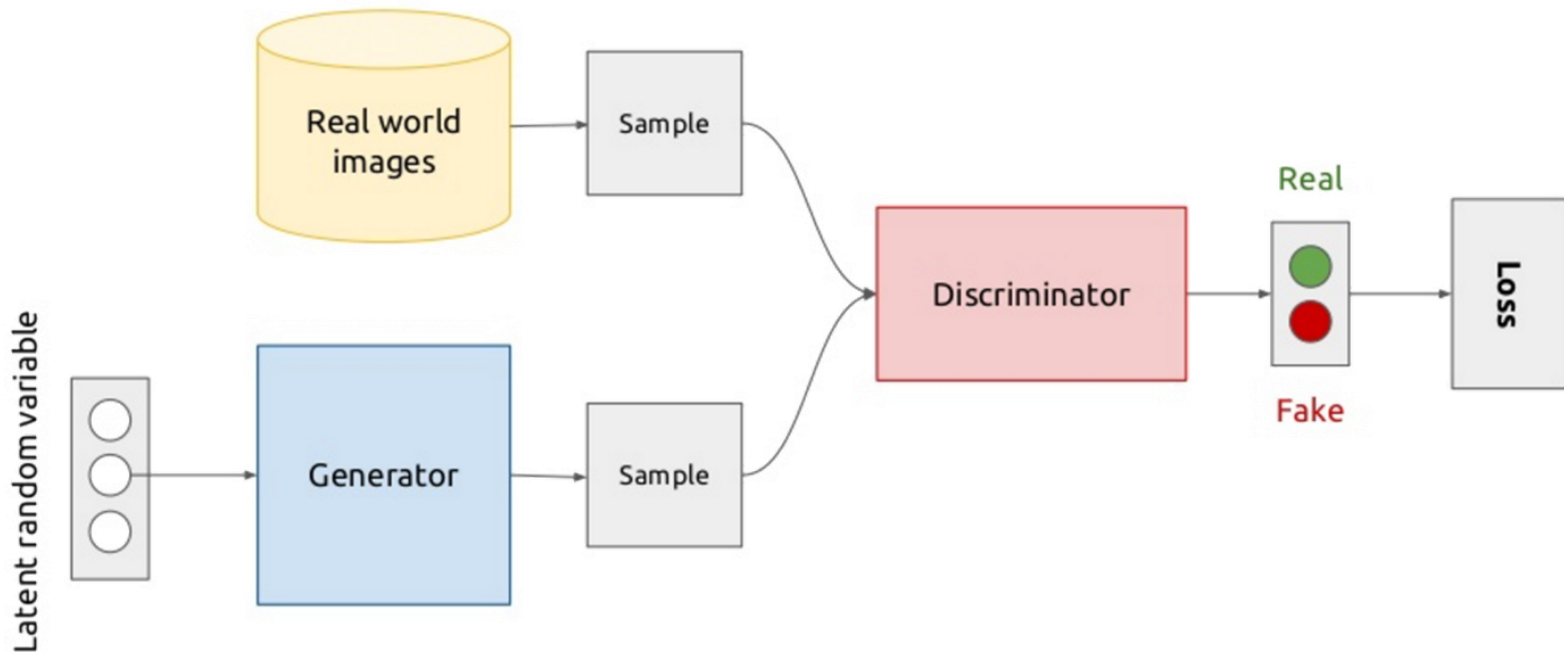 Real world
images
Sample
Real
Discriminator
Loss
Fake
Latent random variable
Generator
Sample